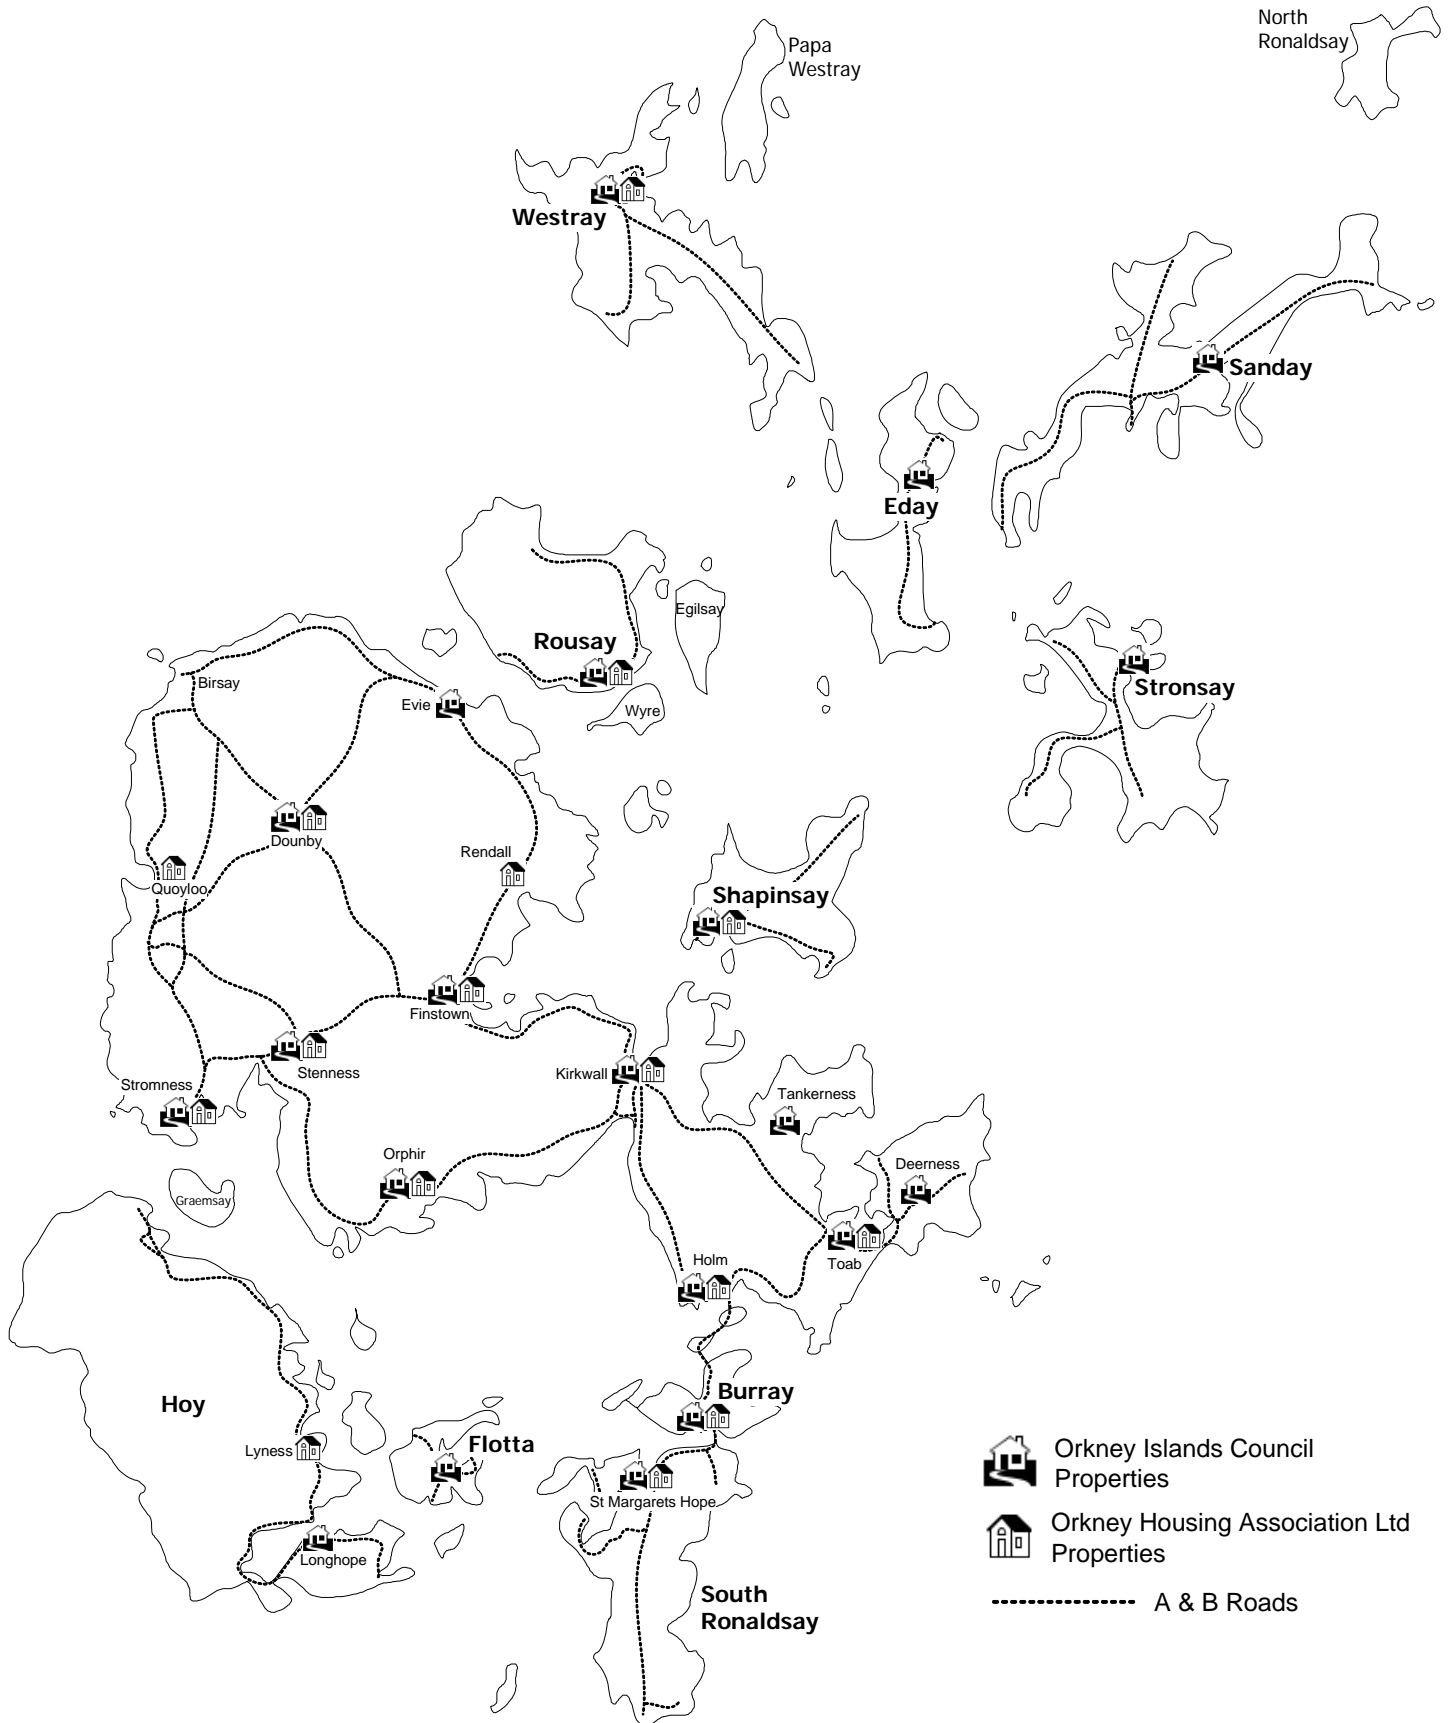 North
Ronaldsay
Papa
Westray
Westray
Sanday
Eday
Egilsay
Rousay
Stronsay
Birsay
Evie
Wyre
Dounby
Rendall
Quoyloo
Shapinsay
Finstown
Stenness
Kirkwall
Stromness
Tankerness
Orphir
Deerness
Graemsay
Holm
Toab
Burray
Hoy
Flotta
Lyness
St Margarets Hope
Longhope
South
Ronaldsay
Orkney Islands Council
Properties
Orkney Housing Association Ltd
Properties
A & B Roads